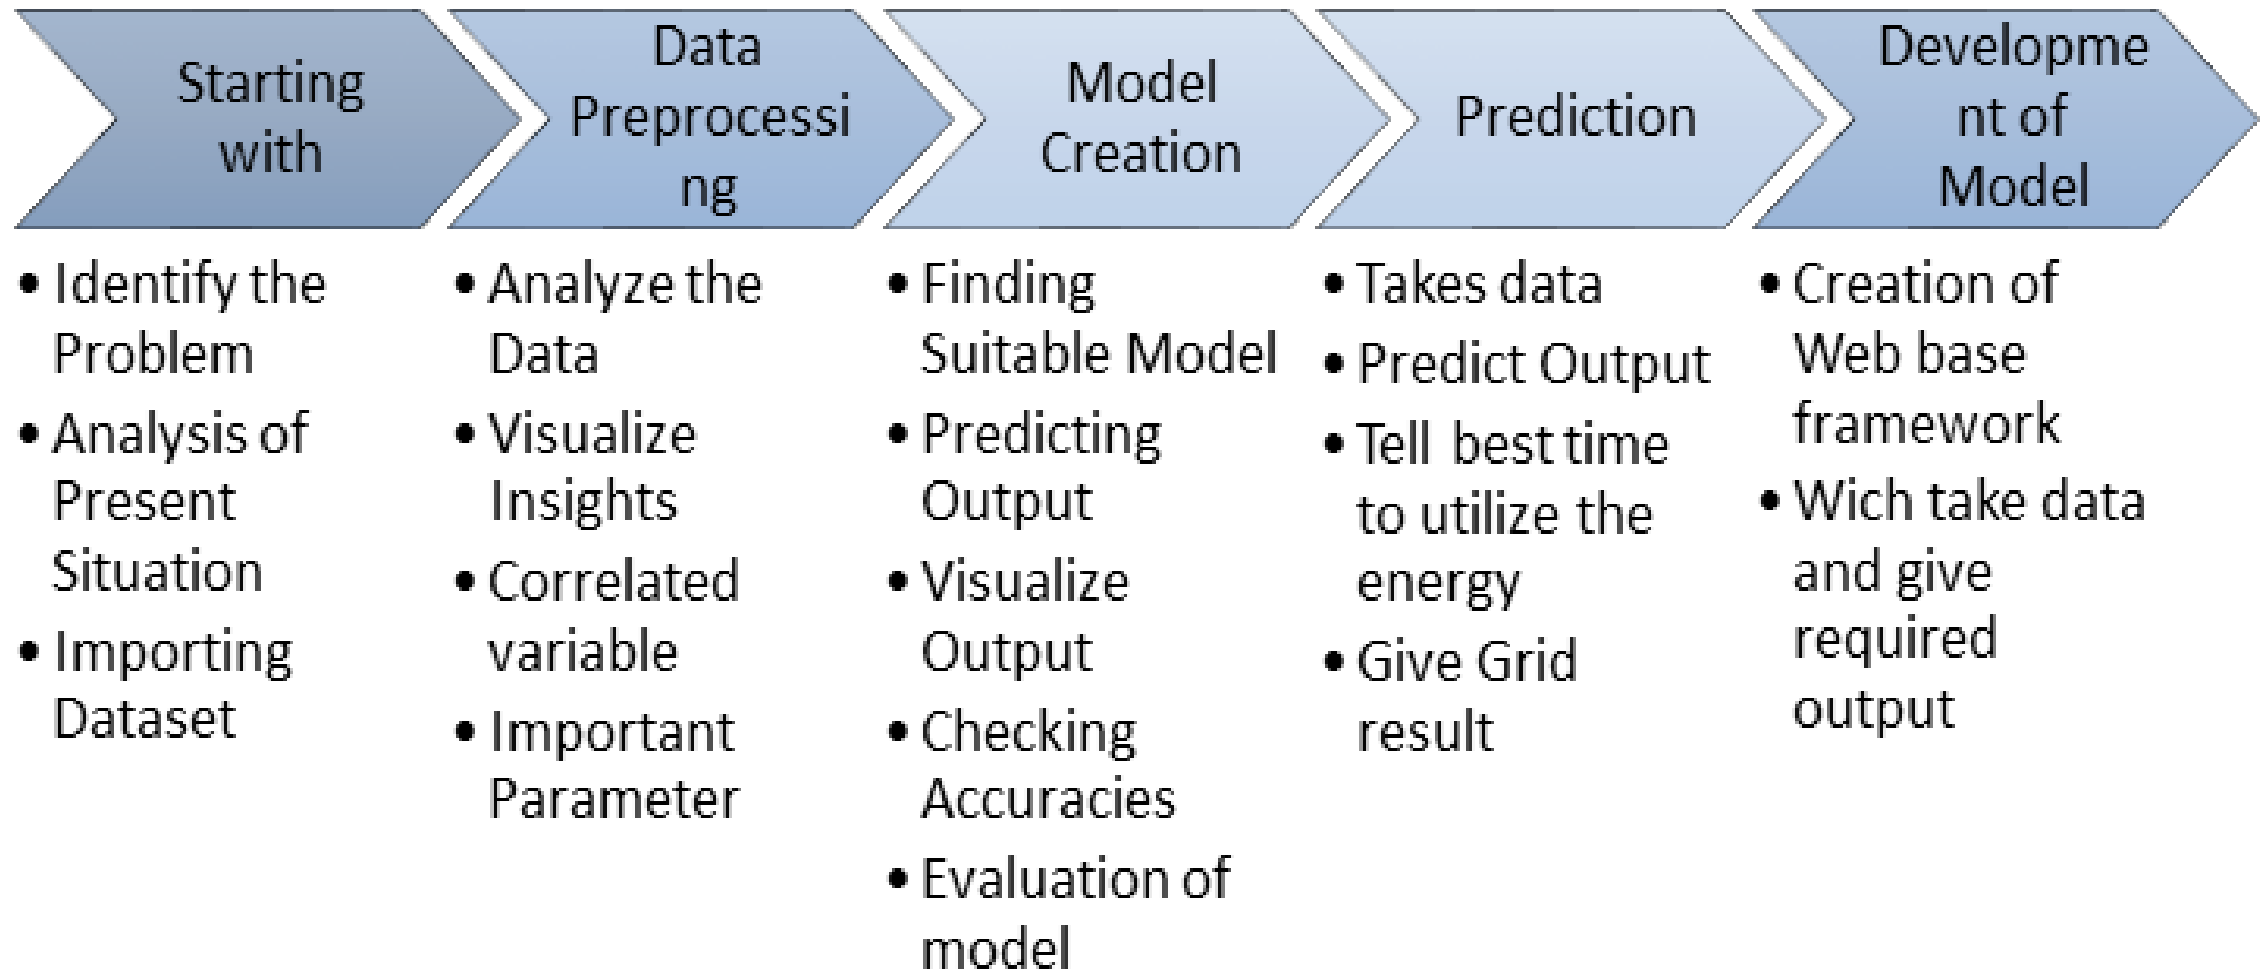 Starting
with
Data
Preprocessi
ng
Model
Creation
Prediction
Developme
nt of
Model
• Identify the
Problem
• Analysis of
Present
Situation
• Importing
Dataset
• Analyze the
Data
• Visualize
Insights
• Correlated
variable
• Important
Parameter
• Finding
Suitable Model
• Predicting
Output
• Visualize
Output
• Checking
Accuracies
• Evaluation of
model
• Takes data
• Predict Output
• Tell best time
to utilize the
energy
• Give Grid
result
• Creation of
Web base
framework
• Wich take data
and give
required
output